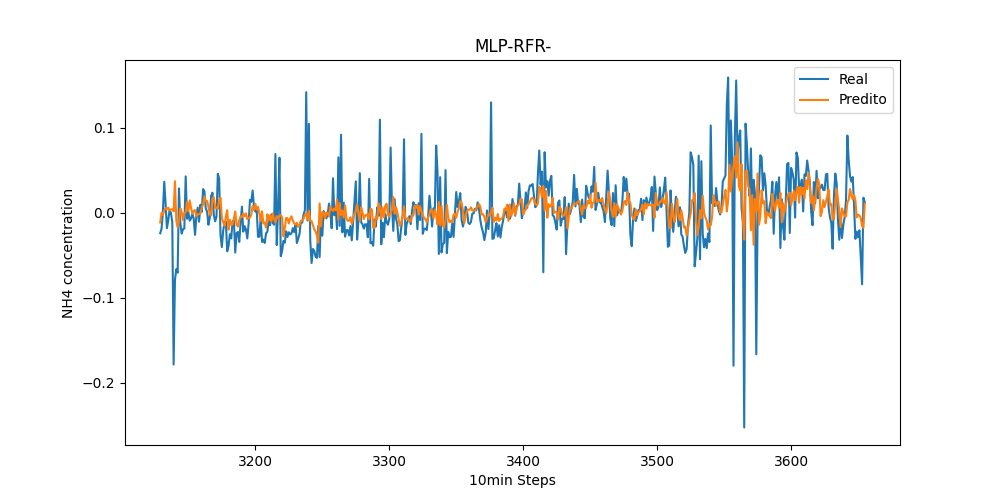 MLP-RFR-
Real
Predito
NH4 concentration
0.1
0.0
−0.1
−0.2
3200 3300 3400 3500 3600
10min Steps